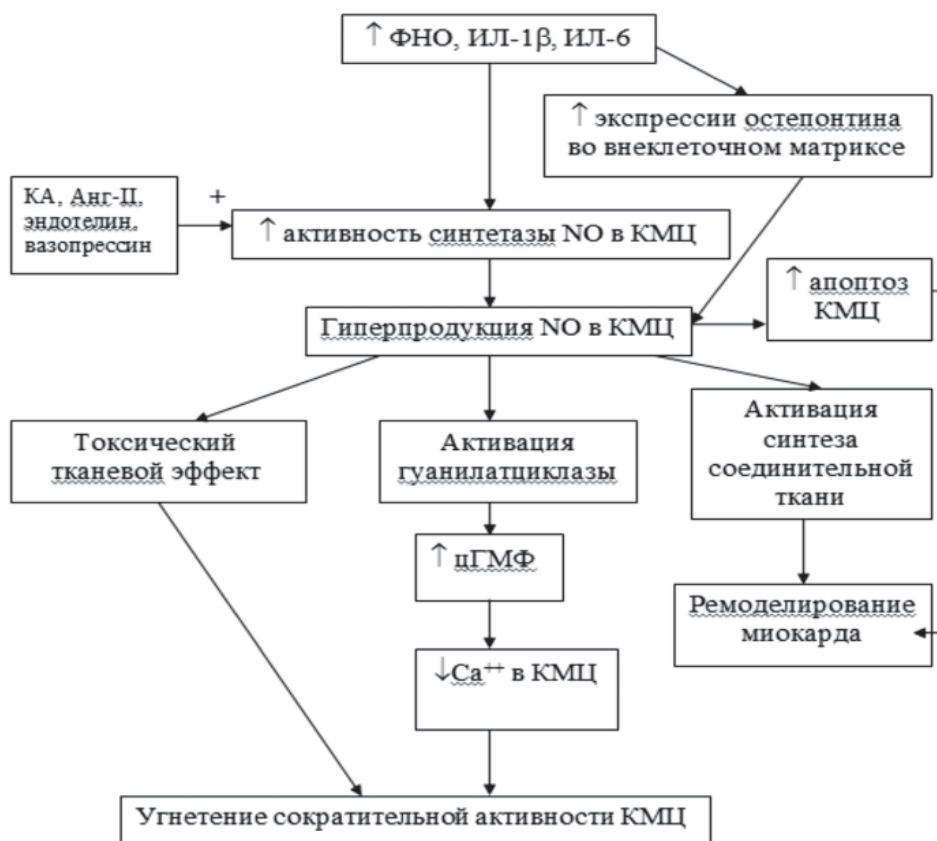 ↑ ФНО, ИЛ-1β, ИЛ-6
↑ экспрессии остепонтина
во внеклеточном матриксе
КА, Анг-II,
эндотелин,
вазопрессин
+
↑ активность синтетазы NO в КМЦ
↑ апоптоз
КМЦ
Гиперпродукция NO в КМЦ
Токсический
тканевой эффект
Активация
гуанилатциклазы
Активация
синтеза
соединительной
ткани
↑ цГМФ
Ремоделирование
миокарда
↓Ca⁺⁺ в КМЦ
Угнетение сократительной активности КМЦ